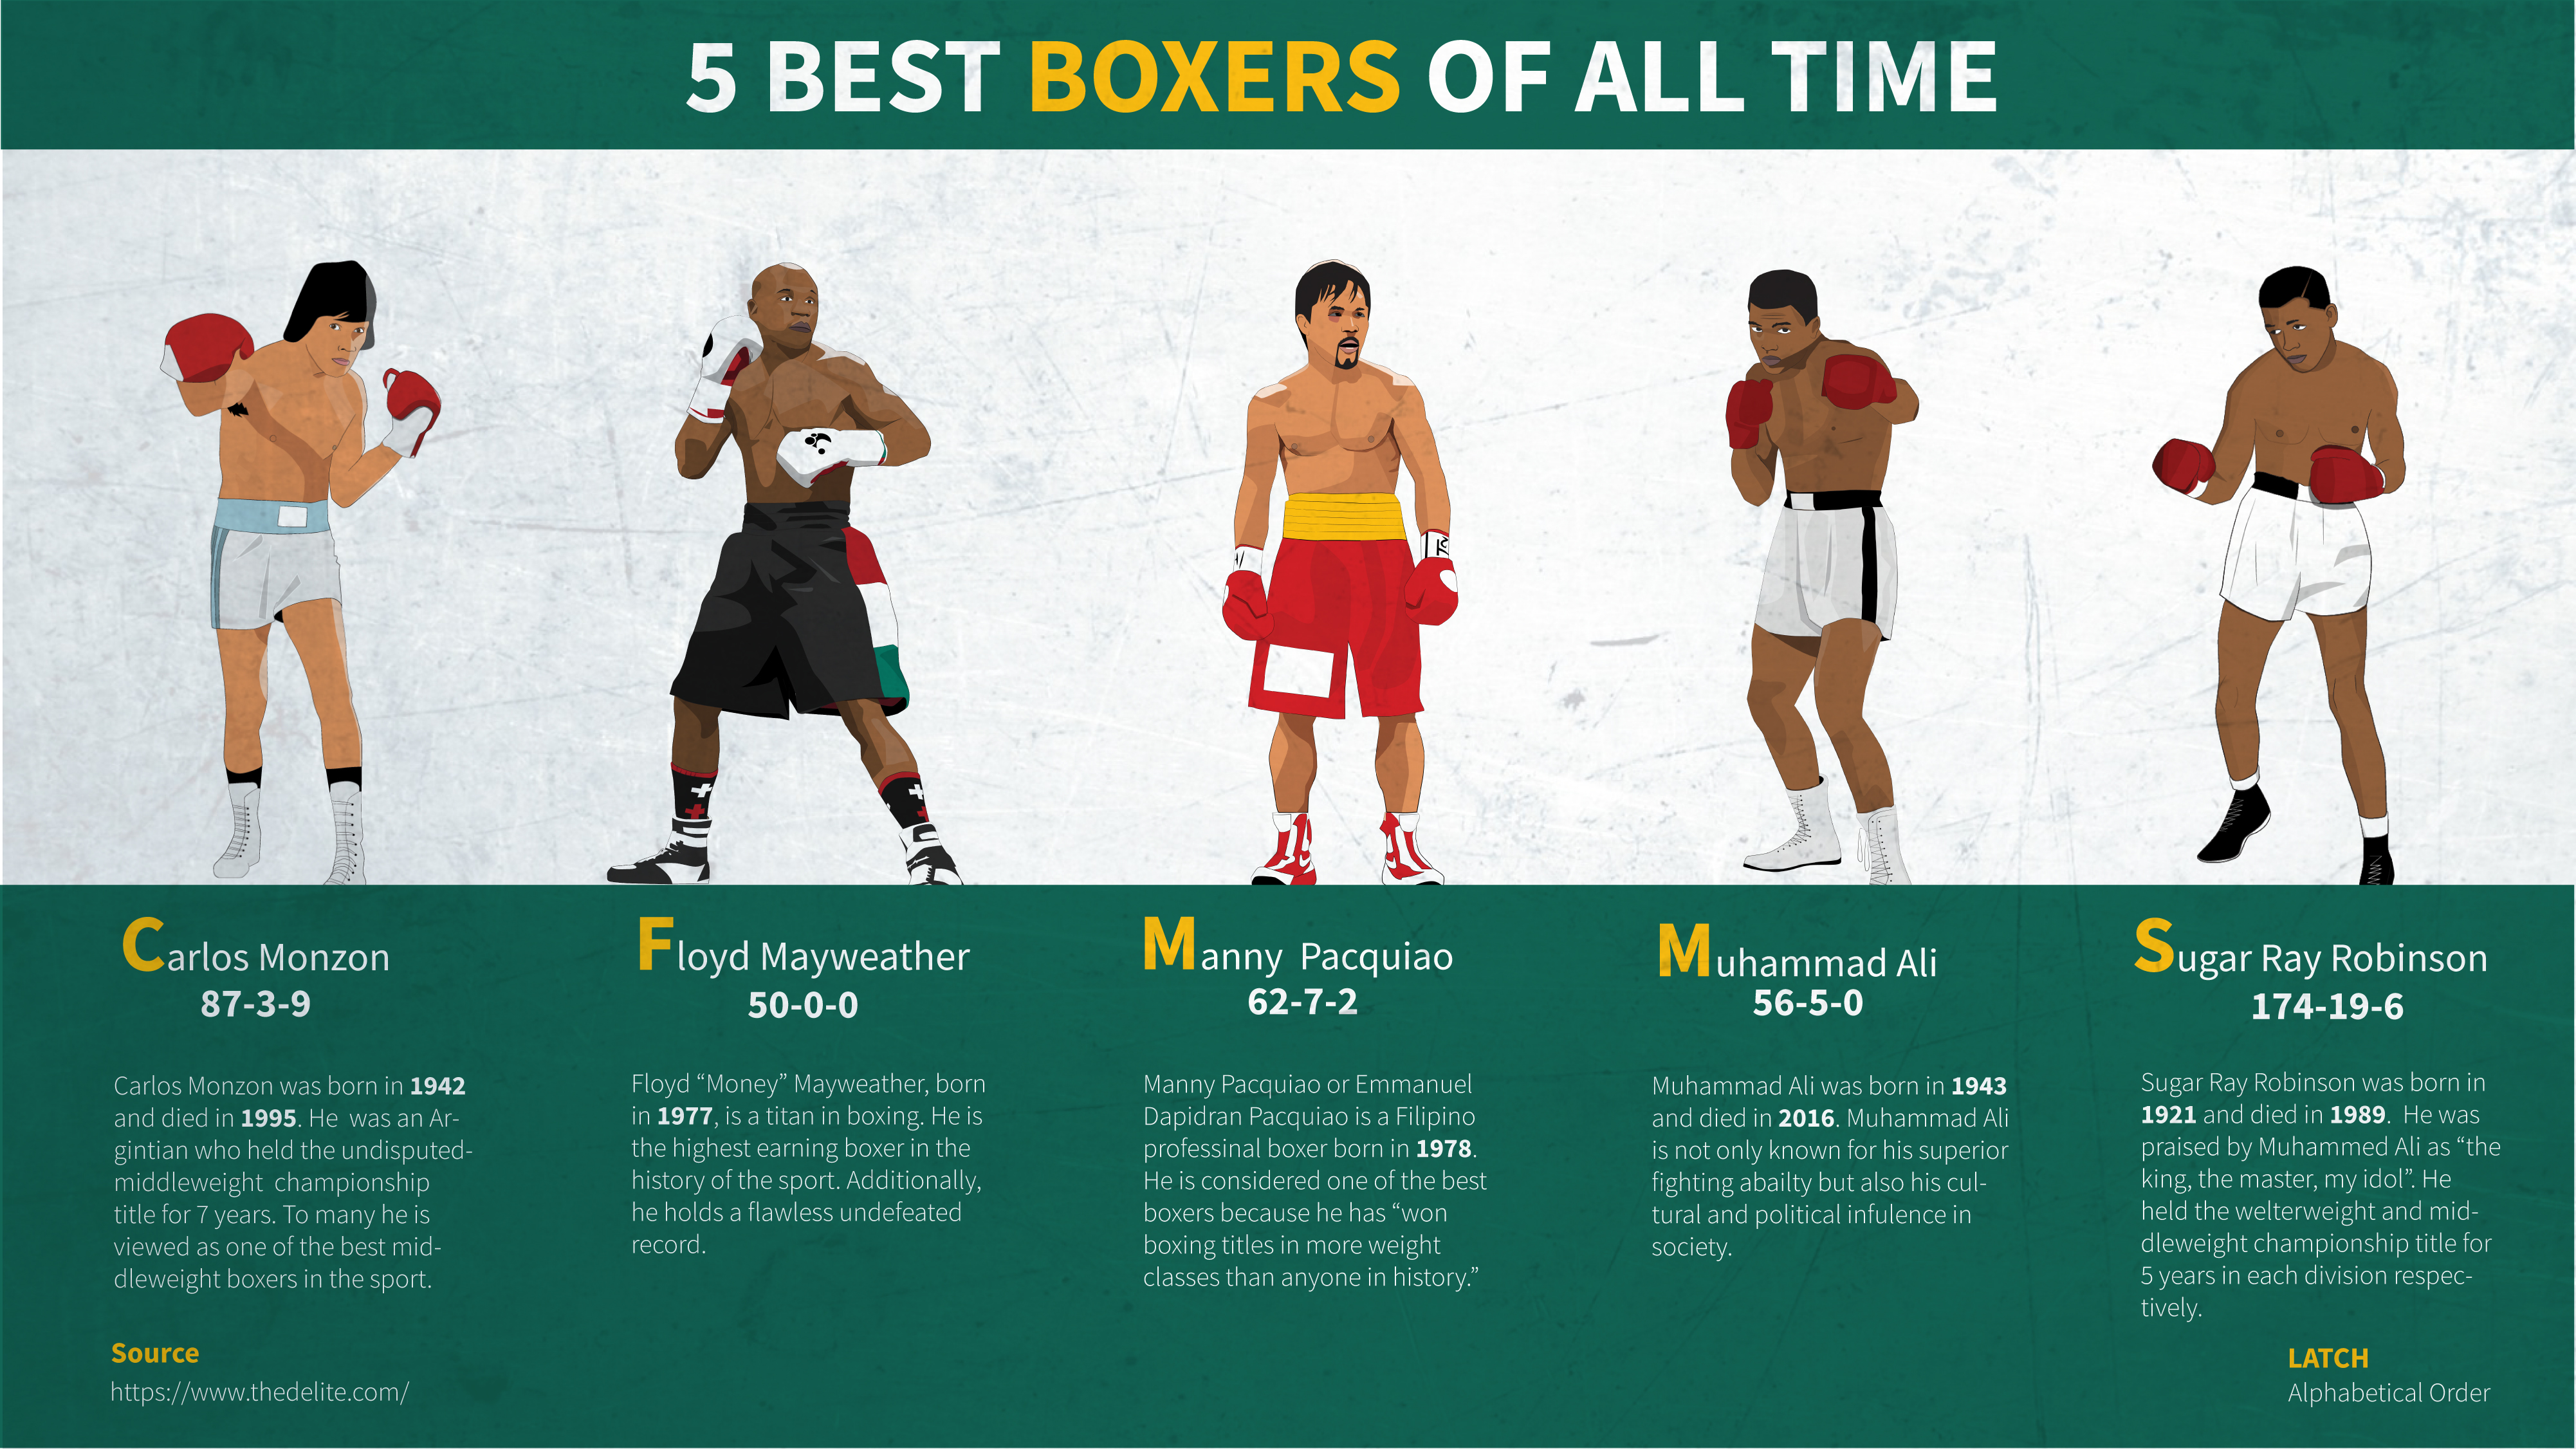 5 BEST BOXERS OF ALL TIME
Carlos Monzon
87-3-9
Carlos Monzon was born in 1942
and died in 1995. He  was an Ar-
gintian who held the undisputed-
middleweight  championship
title for 7 years. To many he is
viewed as one of the best mid-
dleweight boxers in the sport.
Floyd Mayweather
50-0-0
Floyd “Money” Mayweather, born
in 1977, is a titan in boxing. He is
the highest earning boxer in the
history of the sport. Additionally,
he holds a flawless undefeated
record.
Manny  Pacquiao
62-7-2
Manny Pacquiao or Emmanuel
Dapidran Pacquiao is a Filipino
professinal boxer born in 1978.
He is considered one of the best
boxers because he has “won
boxing titles in more weight
classes than anyone in history.”
Muhammad Ali
56-5-0
Muhammad Ali was born in 1943
and died in 2016. Muhammad Ali
is not only known for his superior
fighting abailty but also his cul-
tural and political infulence in
society.
Sugar Ray Robinson
174-19-6
Sugar Ray Robinson was born in
1921 and died in 1989.  He was
praised by Muhammed Ali as “the
king, the master, my idol”. He
held the welterweight and mid-
dleweight championship title for
5 years in each division respec-
tively.
Source
https://www.thedelite.com/
LATCH
Alphabetical Order